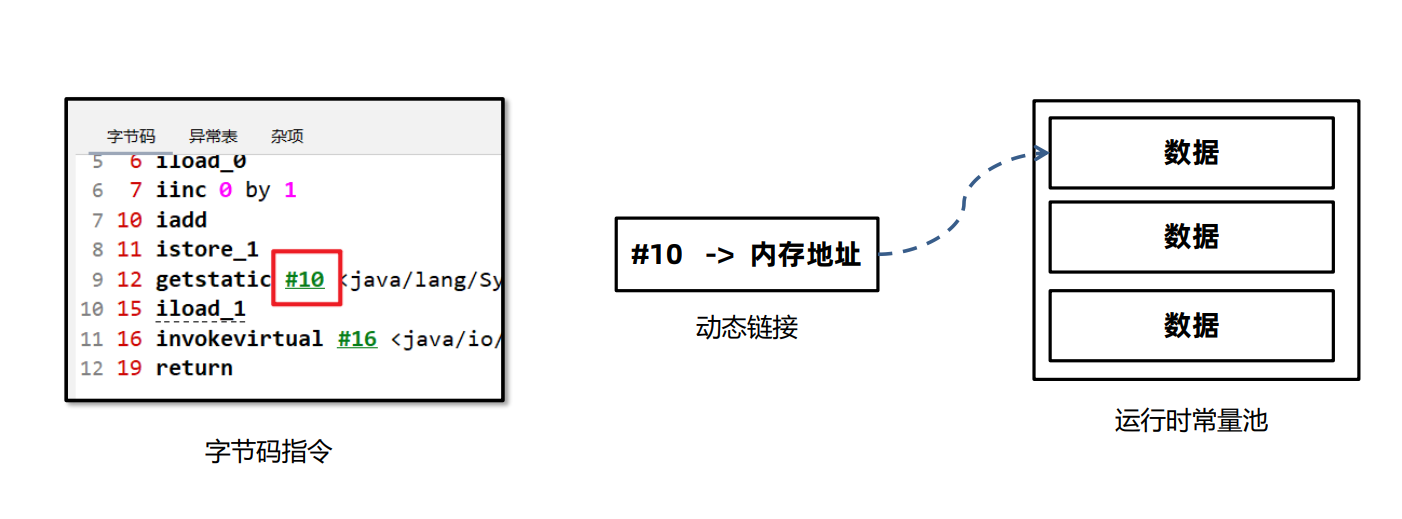 字节码 异常表 杂项
5 6 iload_0
6 7 iinc 0 by 1
7 10 iadd
8 11 istore_1
9 12 getstatic #10 <java/lang/Sy
10 15 iload_1
11 16 invokevirtual #16 <java/io/
12 19 return
字节码指令
#10 -> 内存地址
动态链接
数据
数据
数据
运行时常量池